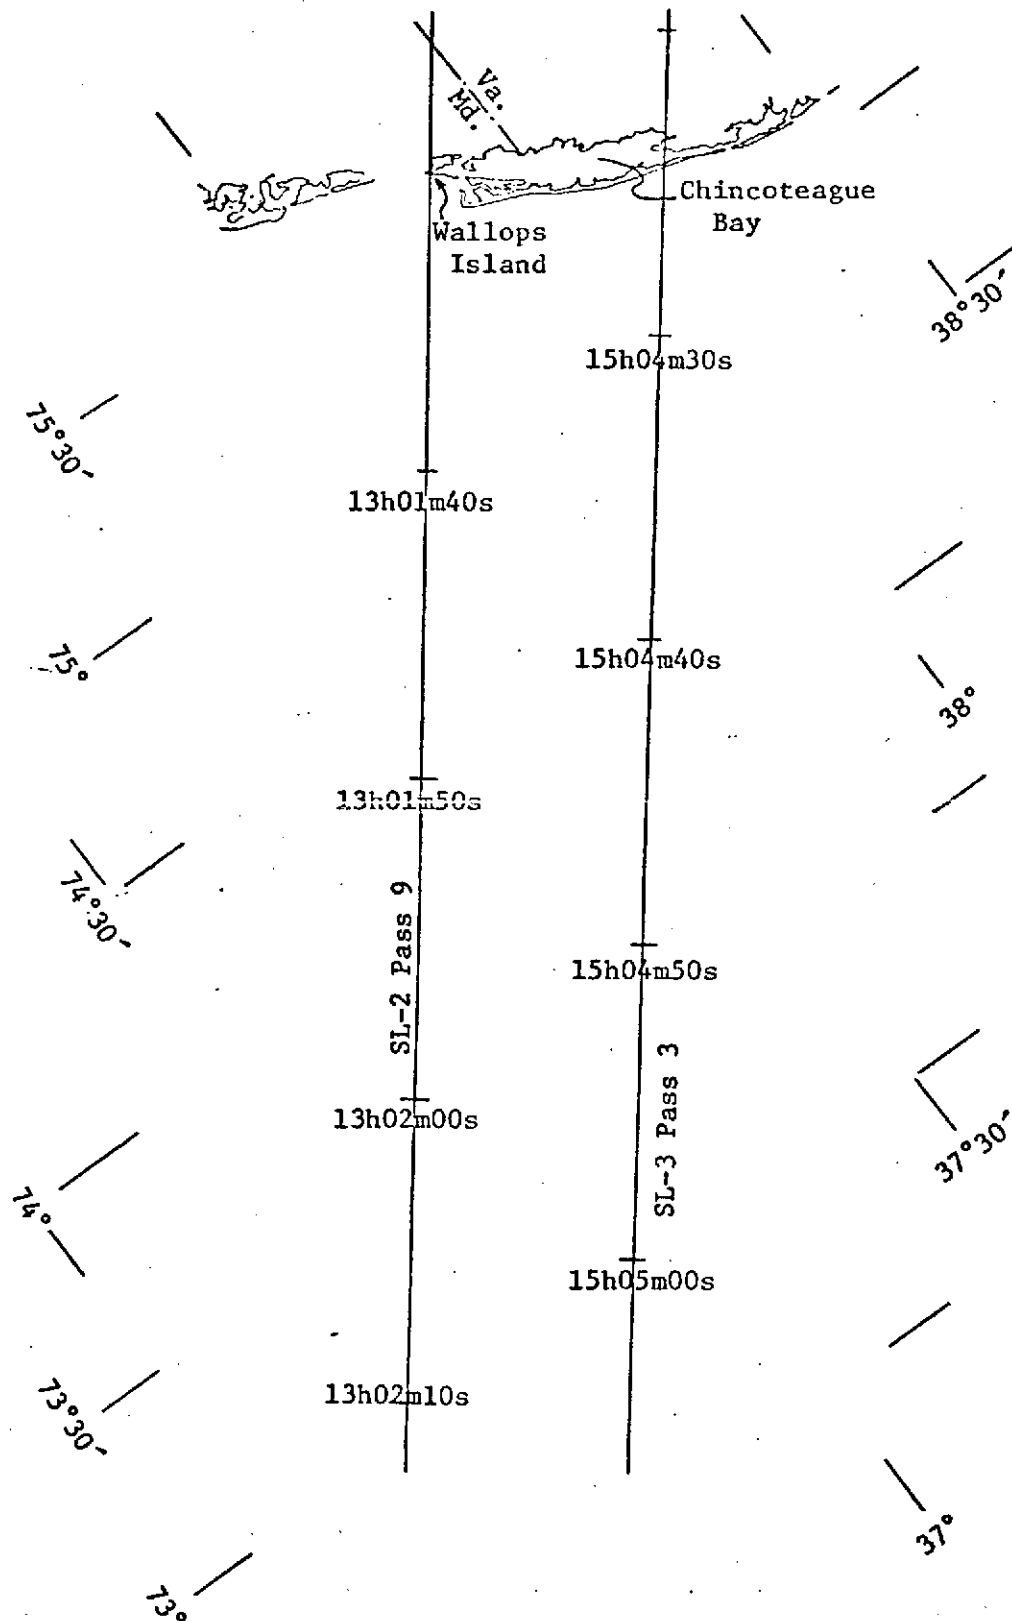 Va.
Md.
Chincoteague
Bay
Wallops
Island
38°30′
15h04m30s
75°30′
13h01m40s
75°
15h04m40s
38°
13h01m50s
74°30′
SL-2 Pass 9
15h04m50s
SL-3 Pass 3
13h02m00s
37°30′
74°
15h05m00s
13h02m10s
73°30′
37°
73°